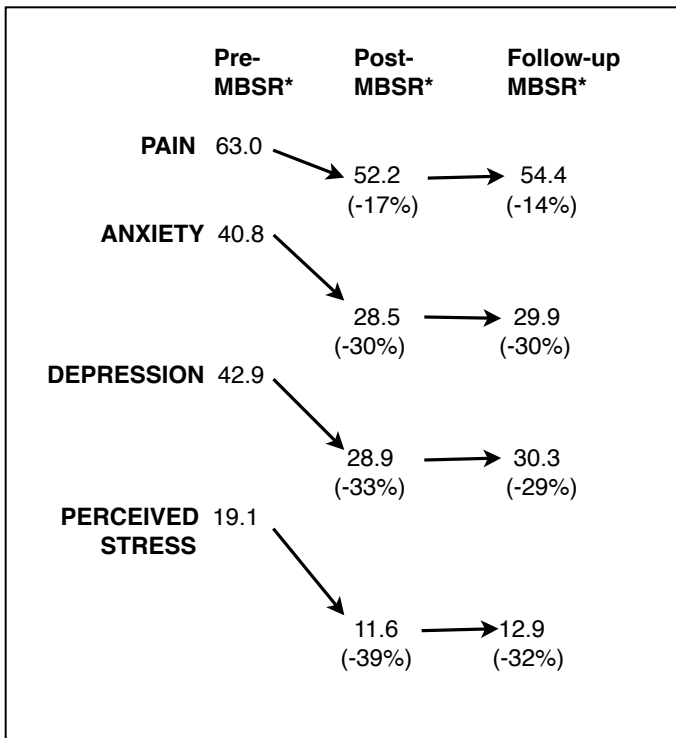 Pre- Post- Follow-up
MBSR* MBSR* MBSR*
PAIN 63.0
52.2 54.4
(-17%) (-14%)
ANXIETY 40.8
28.5 29.9
(-30%) (-30%)
DEPRESSION 42.9
28.9 30.3
(-33%) (-29%)
PERCEIVED 19.1
STRESS
11.6 12.9
(-39%) (-32%)